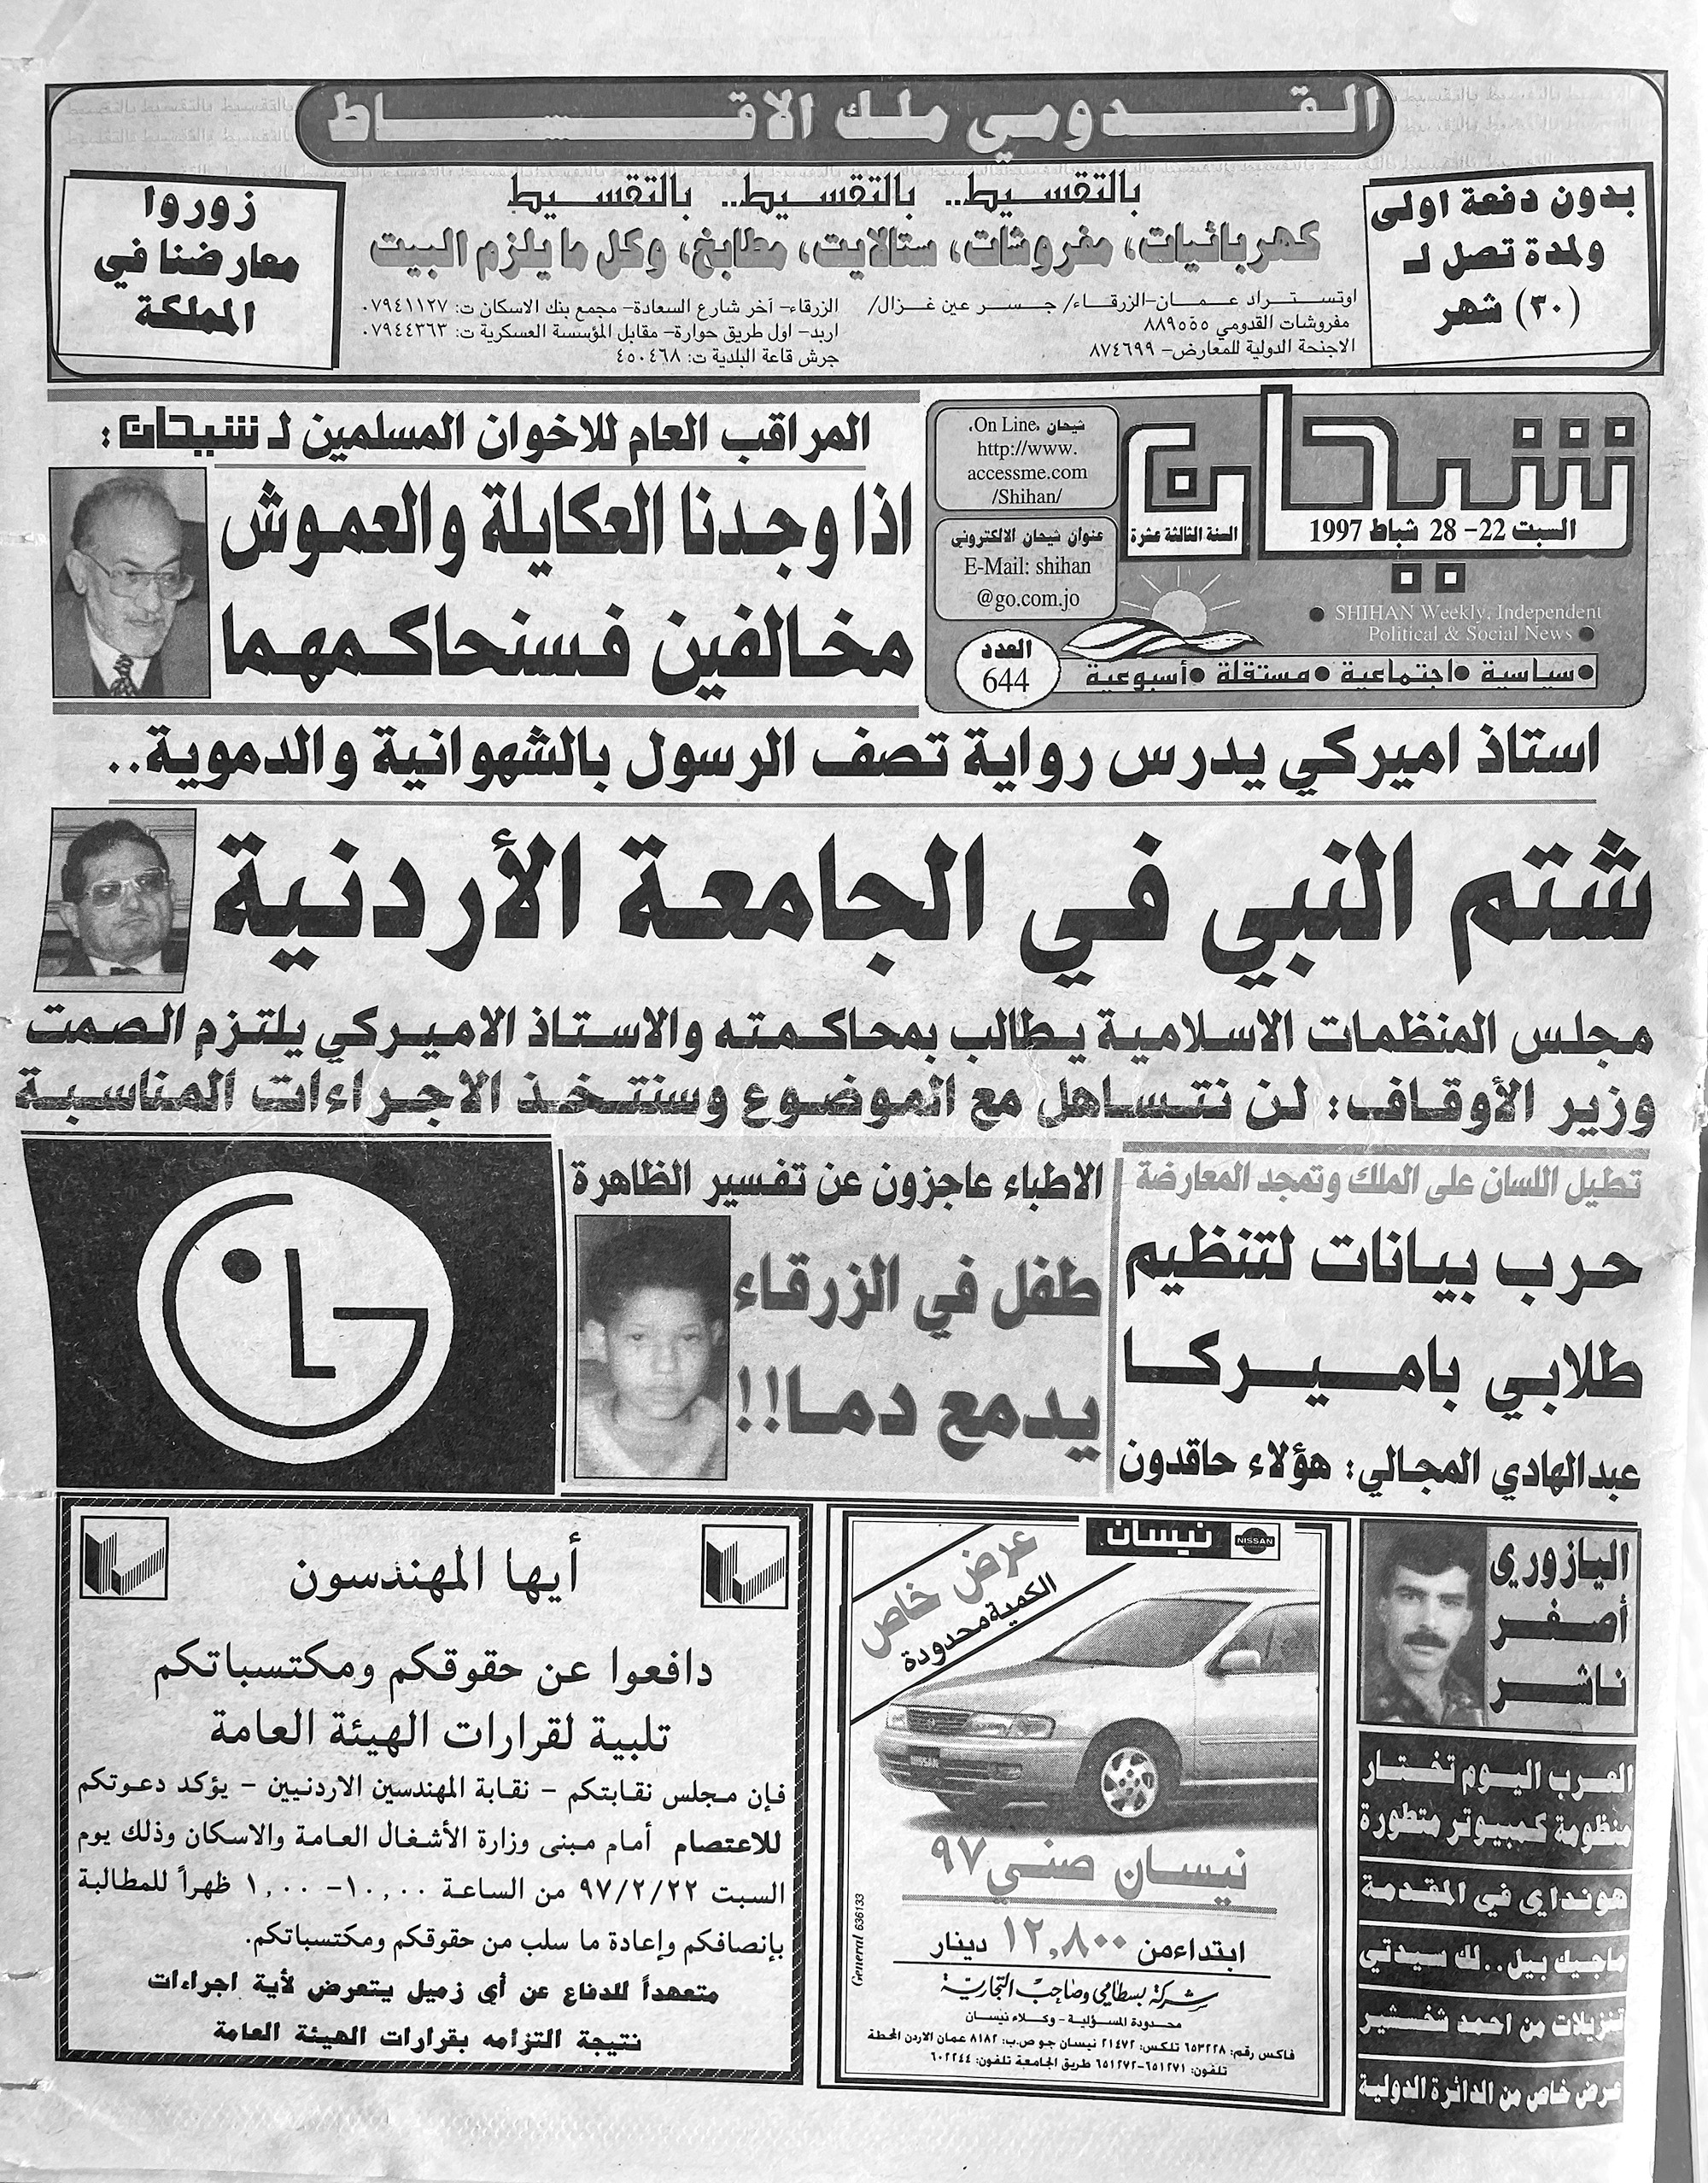 القدومي ملك الاقساط
بالتقسيط.. بالتقسيط.. بالتقسيط
كهربائيات، مفروشات، ستالايت، مطابخ، وكل ما يلزم البيت
بدون دفعة اولى
ولمدة تصل لـ
(٣٠) شهر
اوتستراد عمان-الزرقاء/ جسر عين غزال/
مفروشات القدومي ٨٨٩٥٥٥
الاجنحة الدولية للمعارض- ٨٧٤٦٩٩
الزرقاء- آخر شارع السعادة- مجمع بنك الاسكان ت: ٠٧٩٤١١٢٧
اربد- اول طريق حوارة- مقابل المؤسسة العسكرية ت: ٠٧٩٤٤٣٦٣
جرش قاعة البلدية ت: ٤٥٠٤٦٨
زوروا
معارضنا في
المملكة
شيحان
السبت 22- 28 شباط 1997
السنة الثالثة عشرة
شيحان On Line،
http://www.
accessme.com
/Shihan/
عنوان شيحان الالكتروني
E-Mail: shihan
@go.com.jo
SHIHAN Weekly, Independent
Political & Social News
العدد
644
●سياسية ●اجتماعية ●مستقلة ●أسبوعية
المراقب العام للاخوان المسلمين لـ شيحان:
اذا وجدنا العكايلة والعموش
مخالفين فسنحاكمهما
استاذ اميركي يدرس رواية تصف الرسول بالشهوانية والدموية..
شتم النبي في الجامعة الأردنية
مجلس المنظمات الاسلامية يطالب بمحاكمته والاستاذ الاميركي يلتزم الصمت
وزير الأوقاف: لن نتساهل مع الموضوع وسنتخذ الاجراءات المناسبة
تطيل اللسان على الملك وتمجد المعارضة
حرب بيانات لتنظيم
طلابي باميركا
عبدالهادي المجالي: هؤلاء حاقدون
الاطباء عاجزون عن تفسير الظاهرة
طفل في الزرقاء
يدمع دما!!
LG
اليازوري
أصغر
ناشر
العرب اليوم تختار
منظومة كمبيوتر متطورة
هونداي في المقدمة
ماجيك بيل..لك سيدتي
تنزيلات من احمد شخشير
عرض خاص من الدائرة الدولية
نيسان
NISSAN
عرض خاص
الكمية محدودة
NISSAN
نيسان صني ٩٧
ابتداء من ١٢,٨٠٠ دينار
شركة بسطامي وصاحب التجارية
محدودة المسؤلية - وكلاء نيسان
فاكس رقم: ٦٥٣٢٢٨ تلكس: ٢١٤٧٢ نيسان جو ص.ب: ٨١٨٢ عمان الاردن المحطة
تلفون: ٦٥١٢٧١-٦٥١٢٧٢ طريق الجامعة تلفون: ٦٠٢٢٤٤
General 636133
أيها المهندسون
دافعوا عن حقوقكم ومكتسباتكم
تلبية لقرارات الهيئة العامة
فإن مجلس نقابتكم - نقابة المهندسين الاردنيين - يؤكد دعوتكم
للاعتصام أمام مبنى وزارة الأشغال العامة والاسكان وذلك يوم
السبت ٩٧/٢/٢٢ من الساعة ١٠,٠٠- ١,٠٠ ظهراً للمطالبة
بإنصافكم وإعادة ما سلب من حقوقكم ومكتسباتكم.
متعهداً للدفاع عن أي زميل يتعرض لأية اجراءات
نتيجة التزامه بقرارات الهيئة العامة